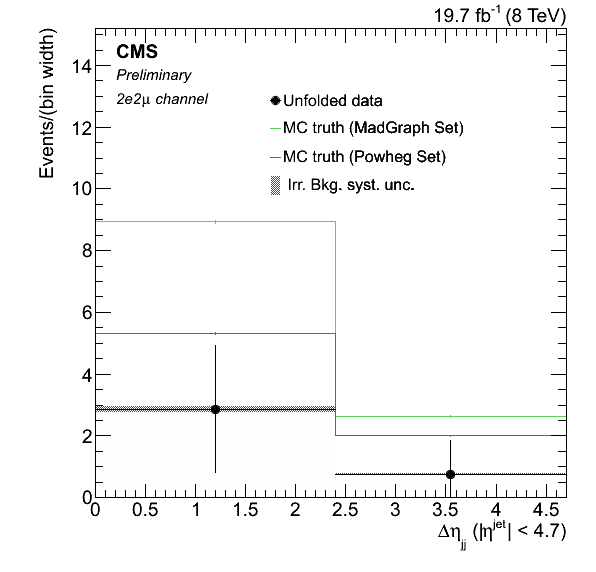 19.7 fb⁻¹ (8 TeV)
Events/(bin width)
CMS
Preliminary
2e2μ channel
Unfolded data
MC truth (MadGraph Set)
MC truth (Powheg Set)
Irr. Bkg. syst. unc.
14
12
10
8
6
4
2
0
0 0.5 1 1.5 2 2.5 3 3.5 4 4.5
Δη_jj (|η^jet| < 4.7)